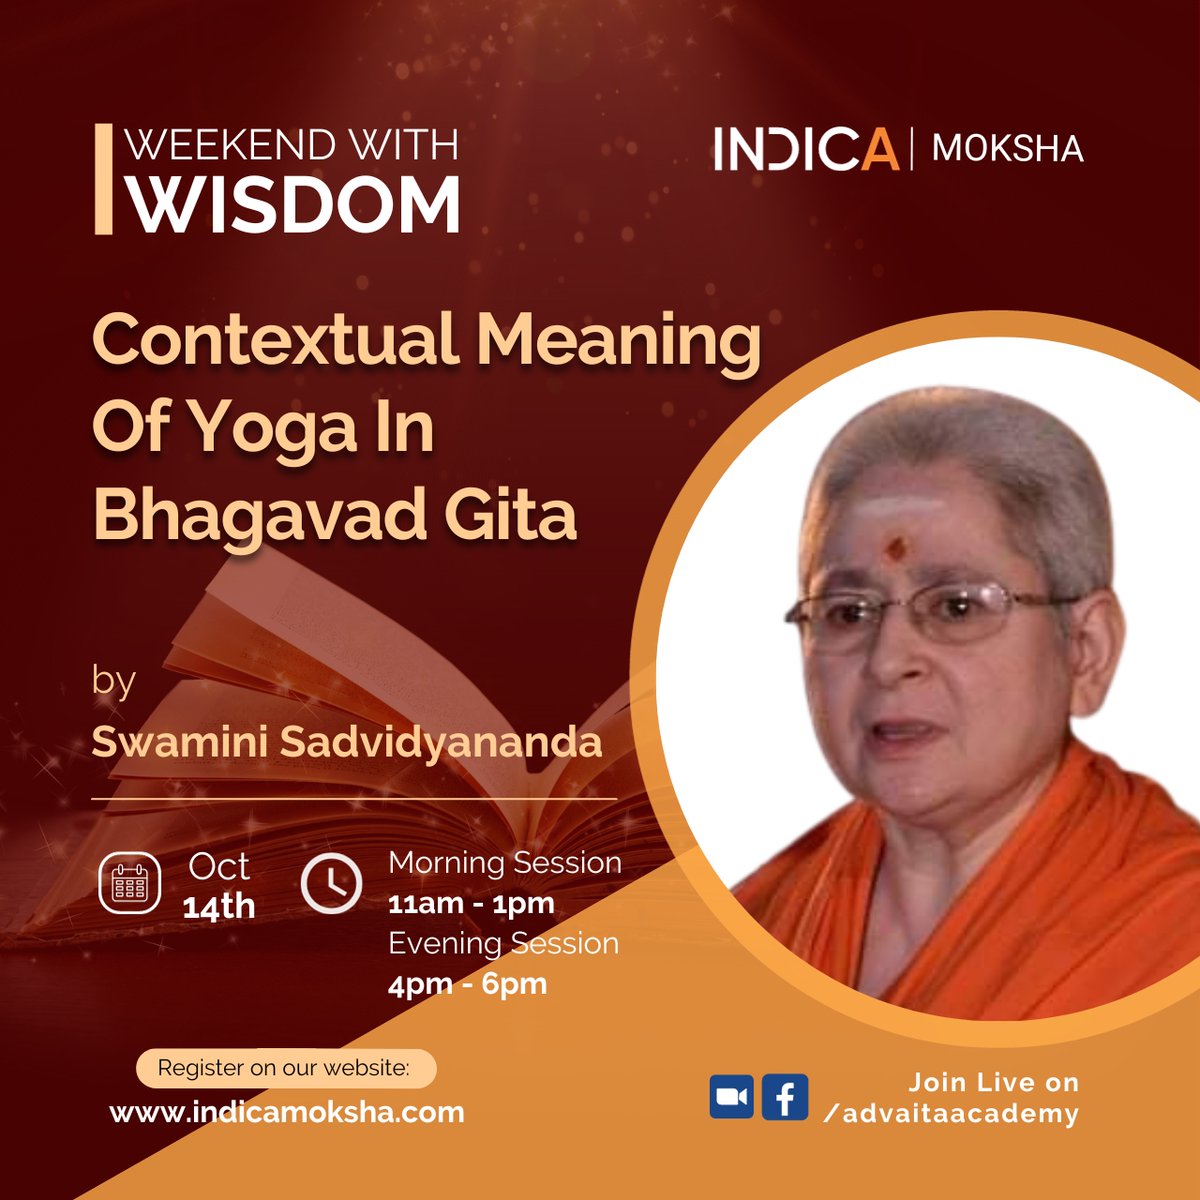 WEEKEND WITH
WISDOM
INDICA | MOKSHA
Contextual Meaning
Of Yoga In
Bhagavad Gita
by
Swamini Sadvidyananda
Oct
14th
Morning Session
11am - 1pm
Evening Session
4pm - 6pm
Register on our website:
www.indicamoksha.com
Join Live on
/advaitaacademy